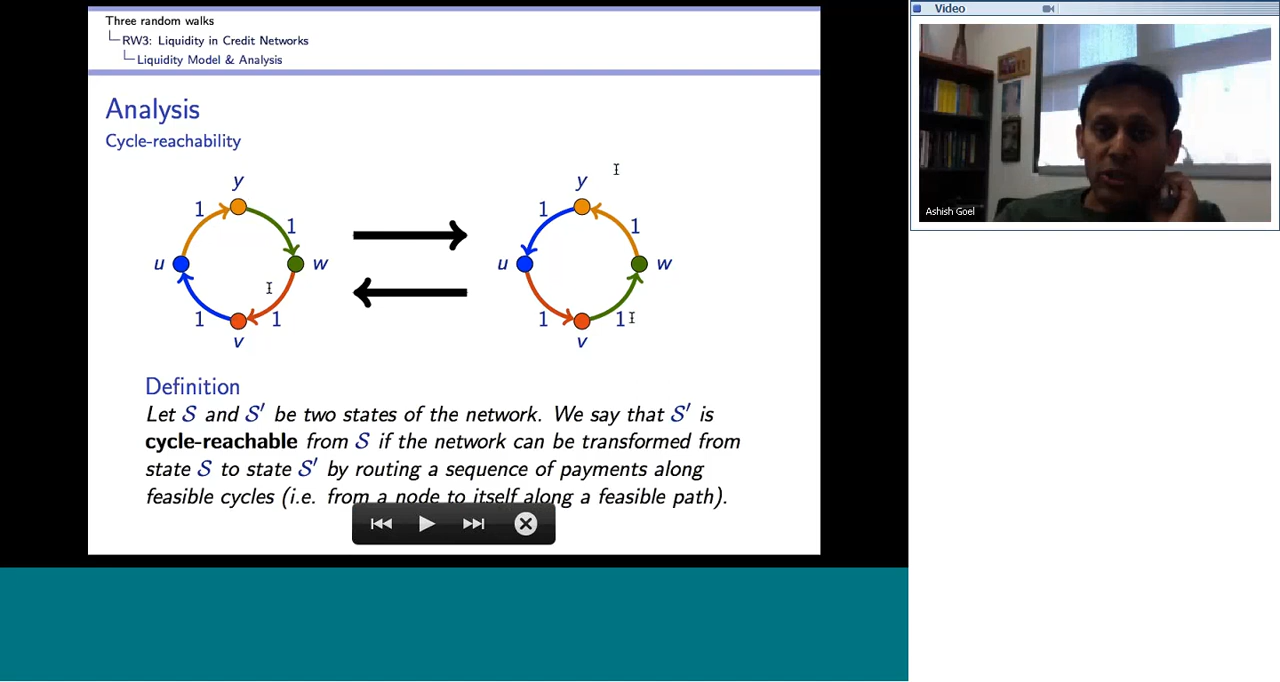 Three random walks
RW3: Liquidity in Credit Networks
Liquidity Model & Analysis
Video
Analysis
Cycle-reachability
y
1
1
u
w
1
1
v
y
1
1
u
w
1
1
v
Definition
Let S and S′ be two states of the network. We say that S′ is
cycle-reachable from S if the network can be transformed from
state S to state S′ by routing a sequence of payments along
feasible cycles (i.e. from a node to itself along a feasible path).
Ashish Goel